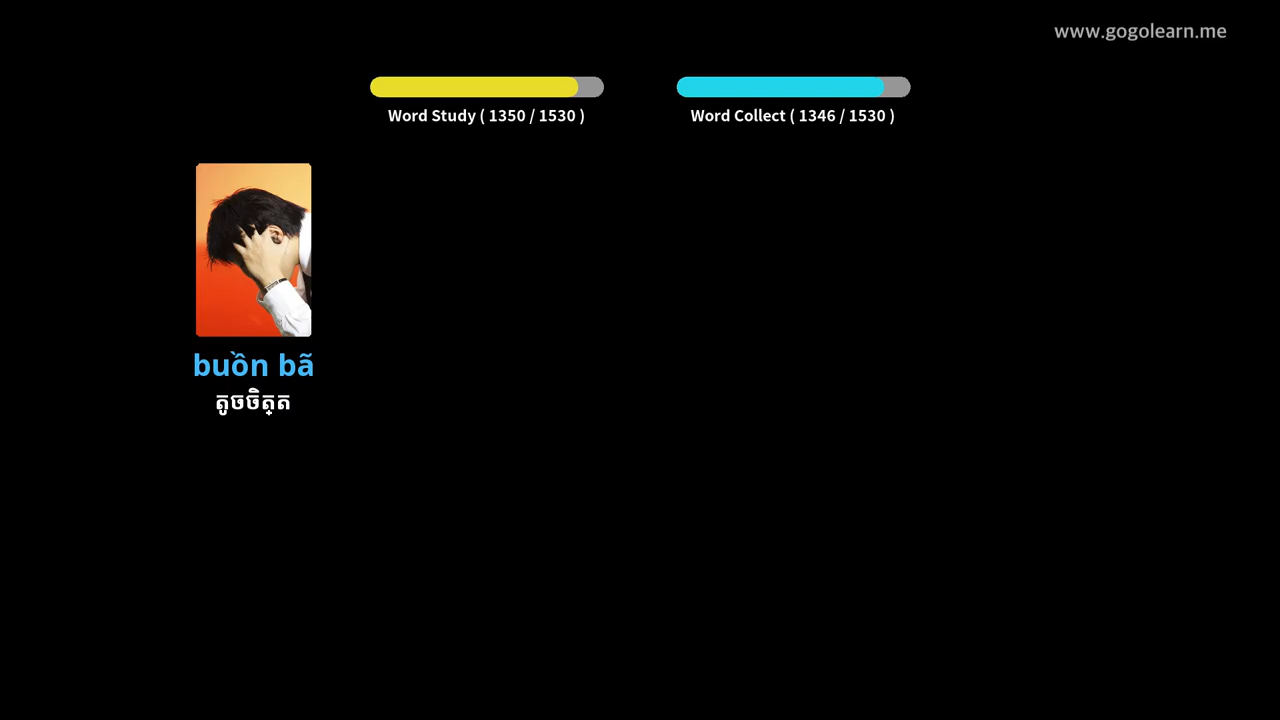 www.gogolearn.me
Word Study ( 1350 / 1530 )
Word Collect ( 1346 / 1530 )
buồn bã
តូចចិត្ត